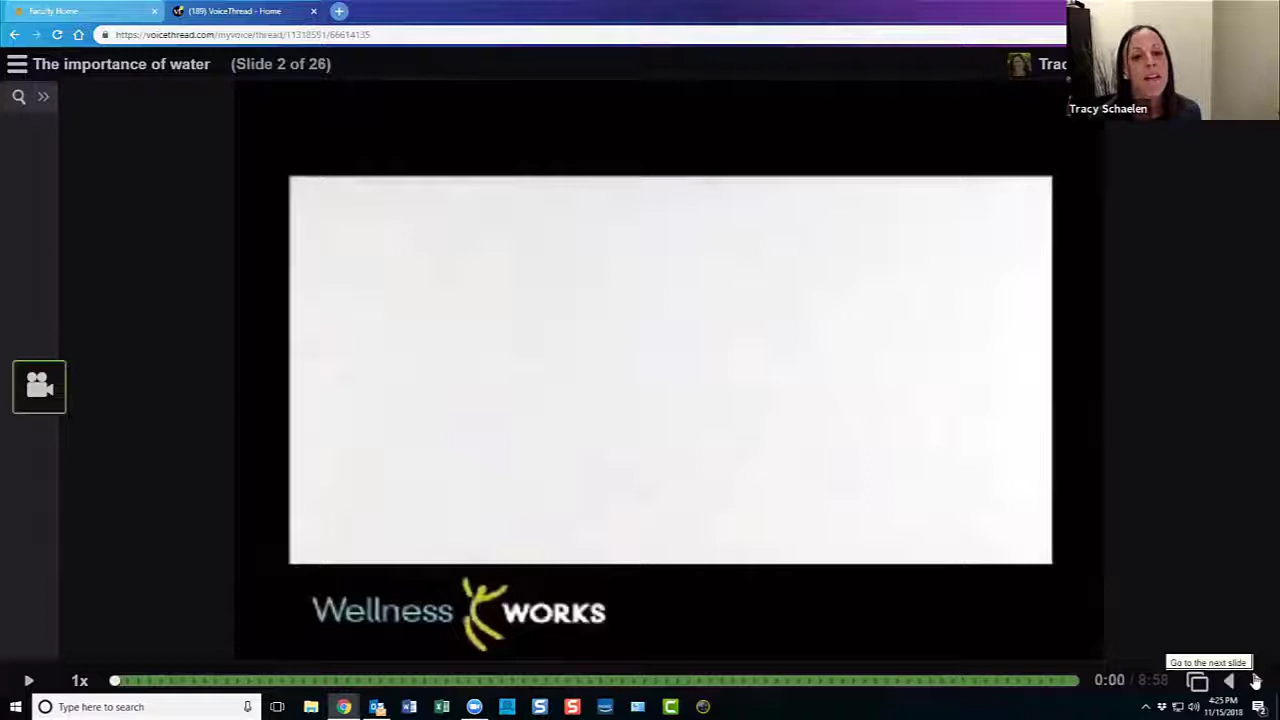 Faculty Home
(189) VoiceThread - Home
https://voicethread.com/myvoice/thread/11318591/66614135
The importance of water (Slide 2 of 26)
Trac
Tracy Schaelen
Wellness WORKS
Go to the next slide
1x
0:00 / 8:58
Type here to search
4:25 PM
11/15/2018